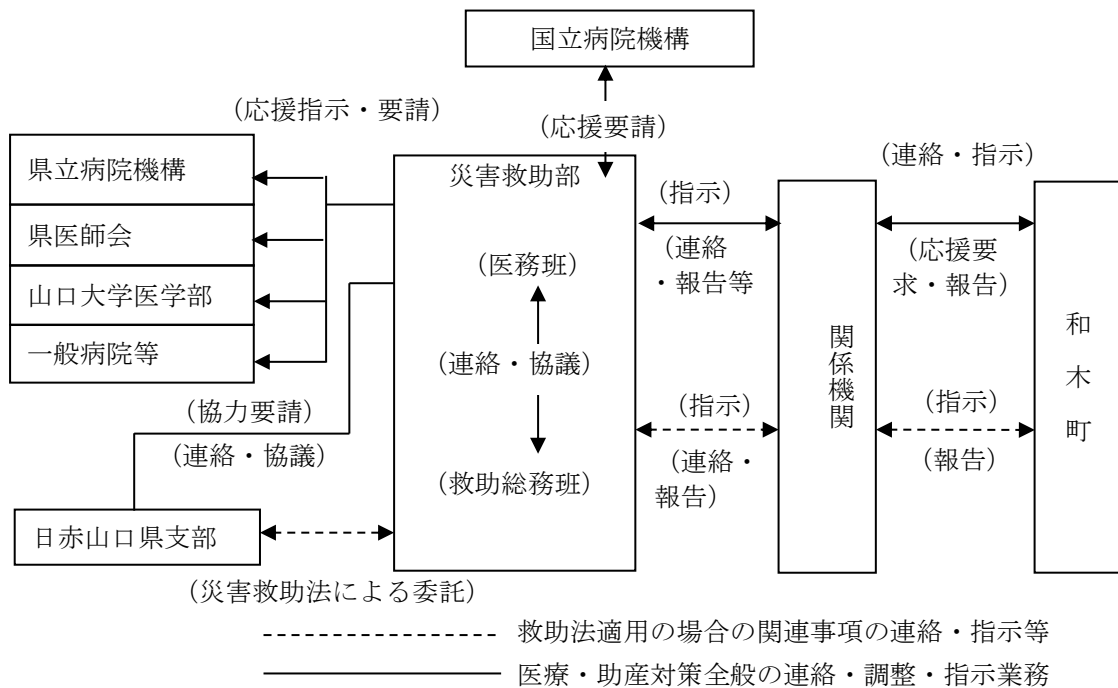 国立病院機構
(応援指示・要請)
(応援要請)
県立病院機構
県医師会
山口大学医学部
一般病院等
災害救助部
(医務班)
(連絡・協議)
(救助総務班)
(協力要請)
(連絡・協議)
日赤山口県支部
(災害救助法による委託)
(指示)
(連絡
・報告等
(指示)
(連絡・
報告)
関係機関
(連絡・指示)
(応援要
求・報告)
(指示)
(報告)
和木町
救助法適用の場合の関連事項の連絡・指示等
医療・助産対策全般の連絡・調整・指示業務